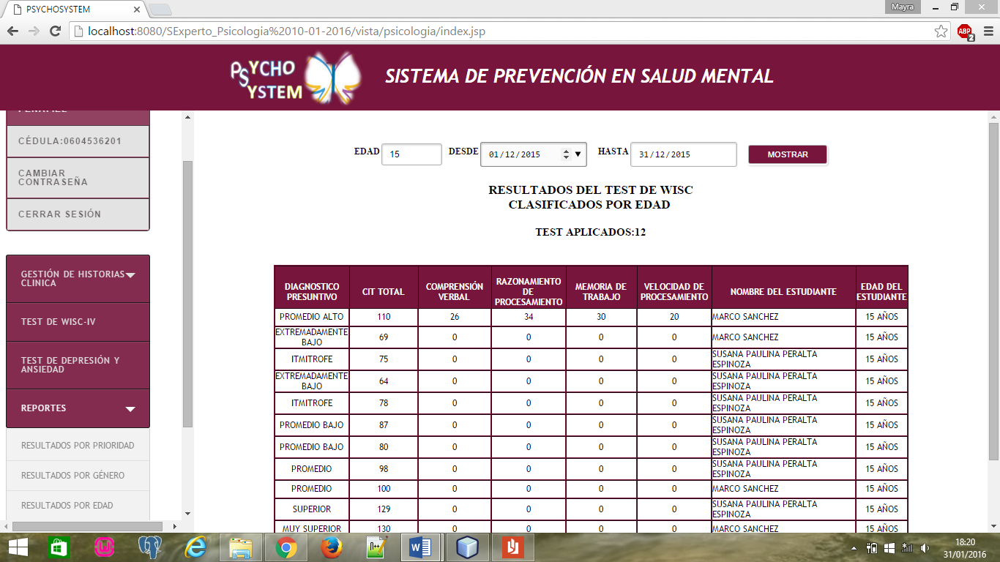 PSYCHOSYSTEM
Mayra
localhost:8080/SExperto_Psicologia%2010-01-2016/vista/psicologia/index.jsp
ABP
2
PSYCHO
SYSTEM
SISTEMA DE PREVENCIÓN EN SALUD MENTAL
CÉDULA:0604536201
CAMBIAR
CONTRASEÑA
CERRAR SESIÓN
GESTIÓN DE HISTORIAS
CLINICA
TEST DE WISC-IV
TEST DE DEPRESIÓN Y
ANSIEDAD
REPORTES
RESULTADOS POR PRIORIDAD
RESULTADOS POR GÉNERO
RESULTADOS POR EDAD
EDAD 15 DESDE 01/12/2015 HASTA 31/12/2015 MOSTRAR
RESULTADOS DEL TEST DE WISC
CLASIFICADOS POR EDAD
TEST APLICADOS:12
DIAGNOSTICO PRESUNTIVO CIT TOTAL COMPRENSIÓN VERBAL RAZONAMIENTO DE PROCESAMIENTO MEMORIA DE TRABAJO VELOCIDAD DE PROCESAMIENTO NOMBRE DEL ESTUDIANTE EDAD DEL ESTUDIANTE
PROMEDIO ALTO 110 26 34 30 20 MARCO SANCHEZ 15 AÑOS
EXTREMADAMENTE BAJO 69 0 0 0 0 MARCO SANCHEZ 15 AÑOS
ITMITROFE 75 0 0 0 0 SUSANA PAULINA PERALTA ESPINOZA 15 AÑOS
EXTREMADAMENTE BAJO 64 0 0 0 0 SUSANA PAULINA PERALTA ESPINOZA 15 AÑOS
ITMITROFE 78 0 0 0 0 SUSANA PAULINA PERALTA ESPINOZA 15 AÑOS
PROMEDIO BAJO 87 0 0 0 0 SUSANA PAULINA PERALTA ESPINOZA 15 AÑOS
PROMEDIO BAJO 80 0 0 0 0 SUSANA PAULINA PERALTA ESPINOZA 15 AÑOS
PROMEDIO 98 0 0 0 0 SUSANA PAULINA PERALTA ESPINOZA 15 AÑOS
PROMEDIO 100 0 0 0 0 MARCO SANCHEZ 15 AÑOS
SUPERIOR 129 0 0 0 0 SUSANA PAULINA PERALTA ESPINOZA 15 AÑOS
MUY SUPERIOR 130 0 0 0 0 MARCO SANCHEZ 15 AÑOS
18:20
31/01/2016